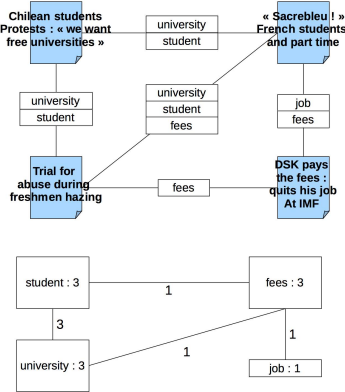 Chilean students
Protests : « we want
free universities »
university
student
« Sacrebleu ! »
French students
and part time
university
student
university
student
fees
job
fees
Trial for
abuse during
freshmen hazing
fees
DSK pays
the fees :
quits his job
At IMF
student : 3
1
fees : 3
3
1
1
university : 3
job : 1